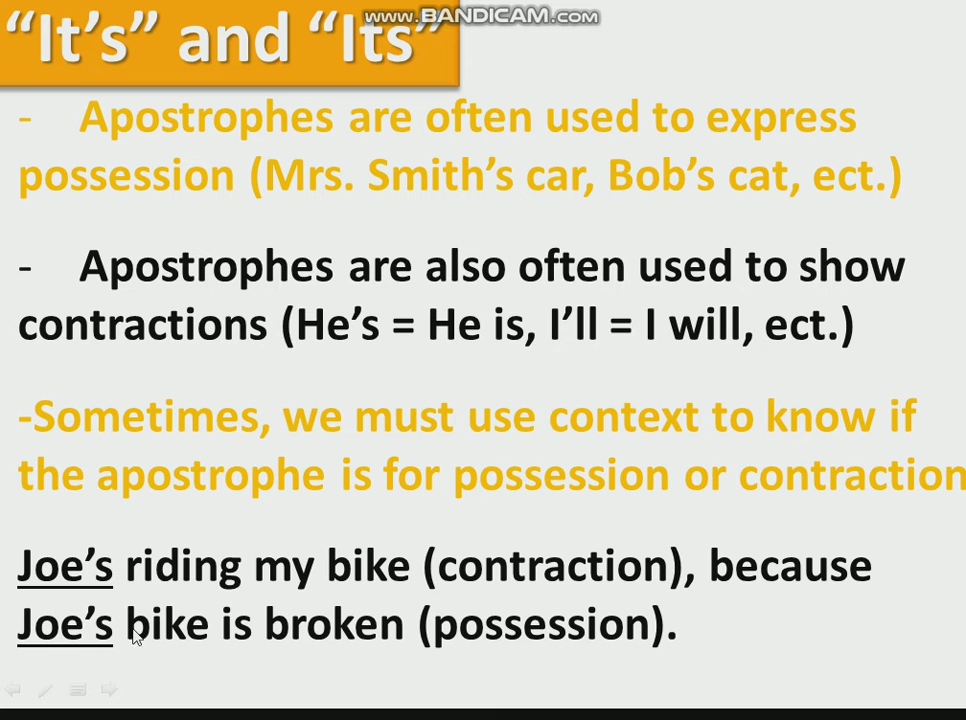 www.BANDICAM.com
“It’s” and “Its”
- Apostrophes are often used to express
possession (Mrs. Smith’s car, Bob’s cat, ect.)
- Apostrophes are also often used to show
contractions (He’s = He is, I’ll = I will, ect.)
-Sometimes, we must use context to know if
the apostrophe is for possession or contraction
Joe’s riding my bike (contraction), because
Joe’s bike is broken (possession).